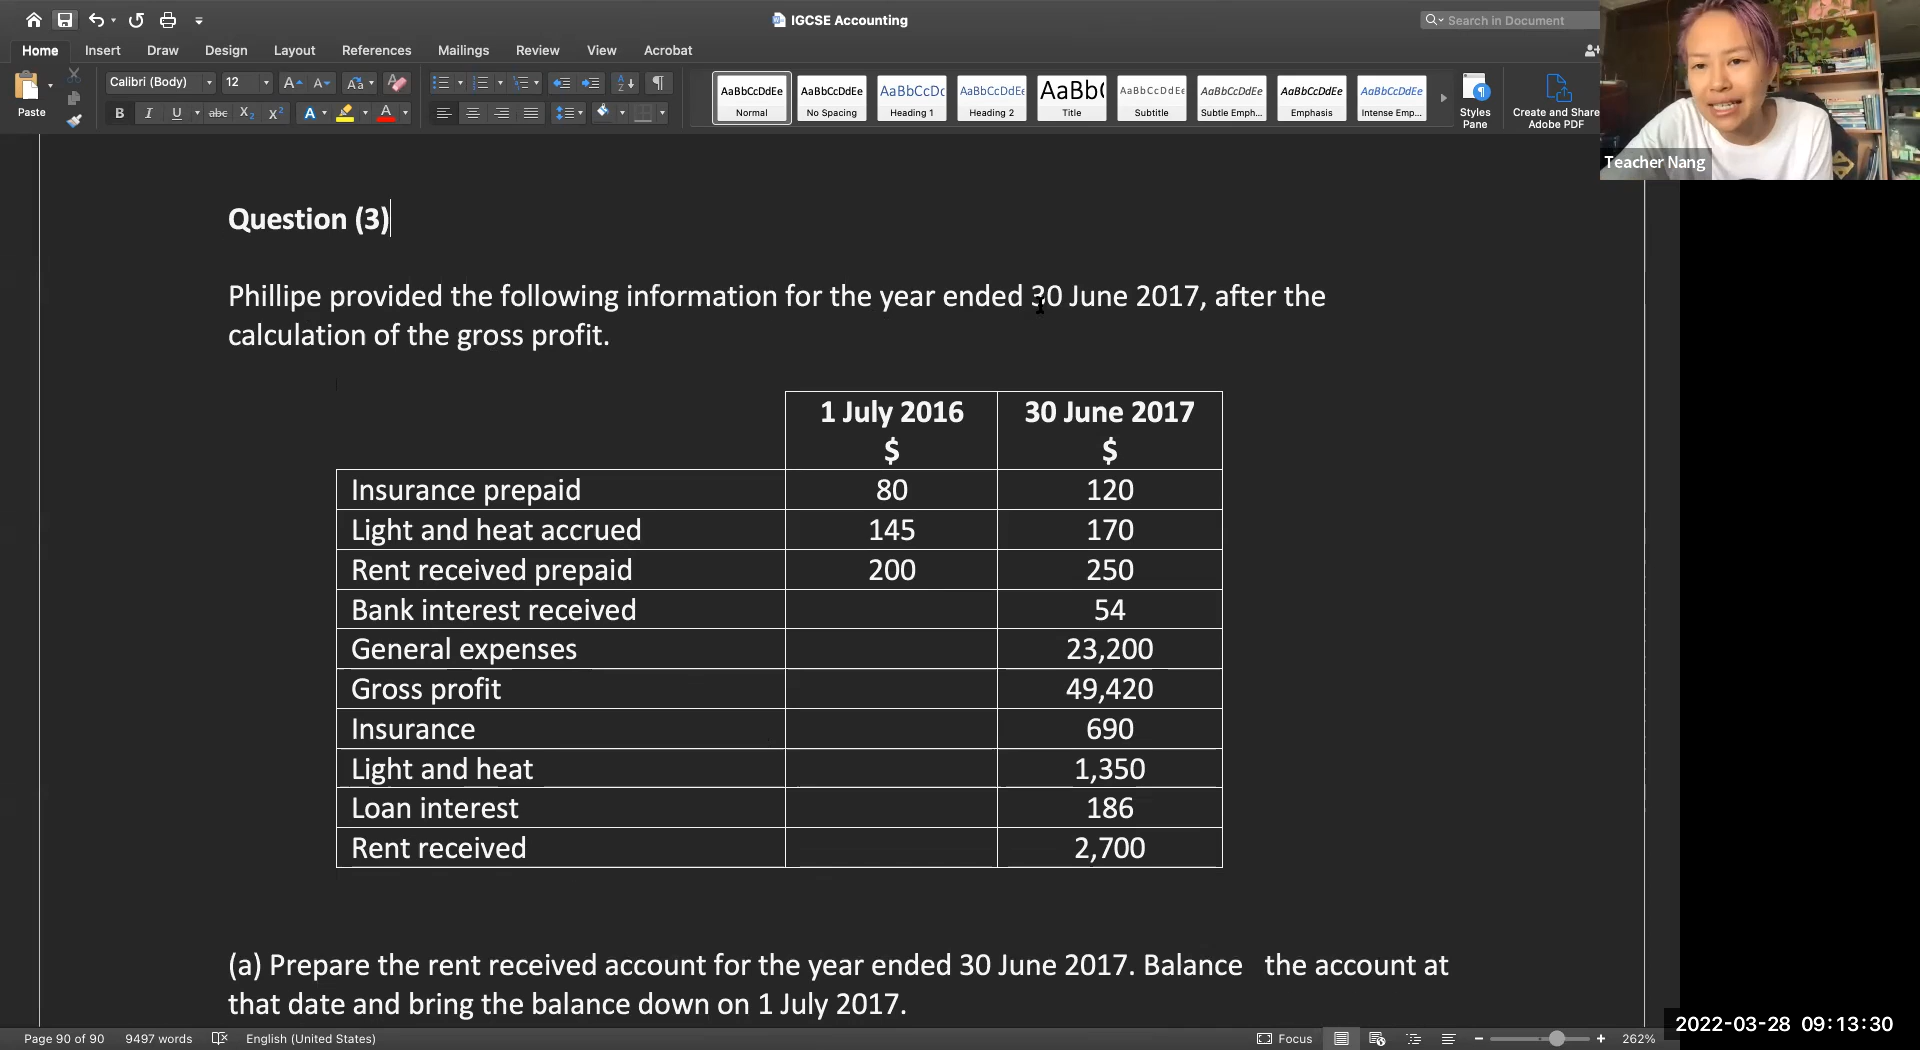 IGCSE Accounting
Search in Document
Home Insert Draw Design Layout References Mailings Review View View Acrobat
Paste
Calibri (Body) 12
AaBbCcDdEe AaBbCcDdEe AaBbCcDc AaBbCcDdEe AaBb( AaBbCcDdEe AaBbCcDdEe AaBbCcDdEe AaBbCcDdEe
Normal No Spacing Heading 1 Heading 2 Title Subtitle Subtle Emph... Emphasis Intense Emp...
Styles Pane
Create and Share Adobe PDF
Teacher Nang
Question (3)
Phillipe provided the following information for the year ended 30 June 2017, after the
calculation of the gross profit.
1 July 2016 30 June 2017
$ $
Insurance prepaid 80 120
Light and heat accrued 145 170
Rent received prepaid 200 250
Bank interest received 54
General expenses 23,200
Gross profit 49,420
Insurance 690
Light and heat 1,350
Loan interest 186
Rent received 2,700
(a) Prepare the rent received account for the year ended 30 June 2017. Balance the account at
that date and bring the balance down on 1 July 2017.
Page 90 of 90 9497 words English (United States) Focus 262%
2022-03-28 09:13:30